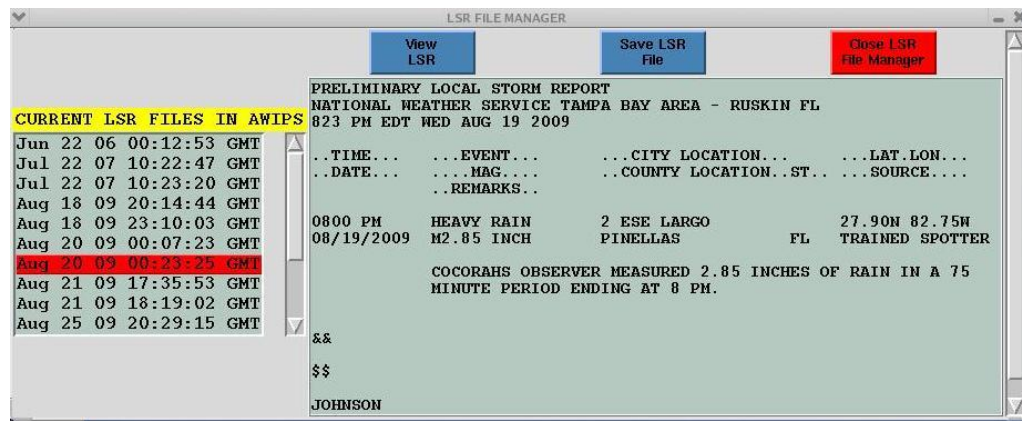 LSR FILE MANAGER
View
LSR
Save LSR
File
Close LSR
File Manager
CURRENT LSR FILES IN AWIPS
Jun 22 06 00:12:53 GMT
Jul 22 07 10:22:47 GMT
Jul 22 07 10:23:20 GMT
Aug 18 09 20:14:44 GMT
Aug 18 09 23:10:03 GMT
Aug 20 09 00:07:23 GMT
Aug 20 09 00:23:25 GMT
Aug 21 09 17:35:53 GMT
Aug 21 09 18:19:02 GMT
Aug 25 09 20:29:15 GMT
PRELIMINARY LOCAL STORM REPORT
NATIONAL WEATHER SERVICE TAMPA BAY AREA - RUSKIN FL
823 PM EDT WED AUG 19 2009
..TIME... ...EVENT... ...CITY LOCATION... ...LAT.LON...
..DATE... ....MAG.... ..COUNTY LOCATION..ST.. ...SOURCE....
..REMARKS..
0800 PM HEAVY RAIN 2 ESE LARGO 27.90N 82.75W
08/19/2009 M2.85 INCH PINELLAS FL TRAINED SPOTTER
COCORAHS OBSERVER MEASURED 2.85 INCHES OF RAIN IN A 75
MINUTE PERIOD ENDING AT 8 PM.
&&
$$
JOHNSON